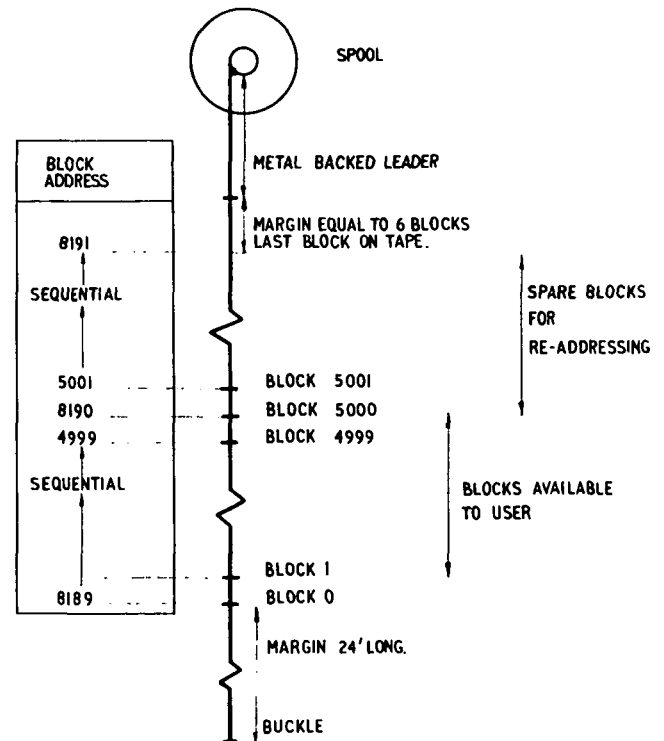 SPOOL
METAL BACKED LEADER
BLOCK
ADDRESS
MARGIN EQUAL TO 6 BLOCKS
LAST BLOCK ON TAPE.
8191
SEQUENTIAL
SPARE BLOCKS
FOR
RE-ADDRESSING
5001
BLOCK 5001
8190
BLOCK 5000
4999
BLOCK 4999
SEQUENTIAL
BLOCKS AVAILABLE
TO USER
BLOCK 1
8189
BLOCK 0
MARGIN 24' LONG.
BUCKLE